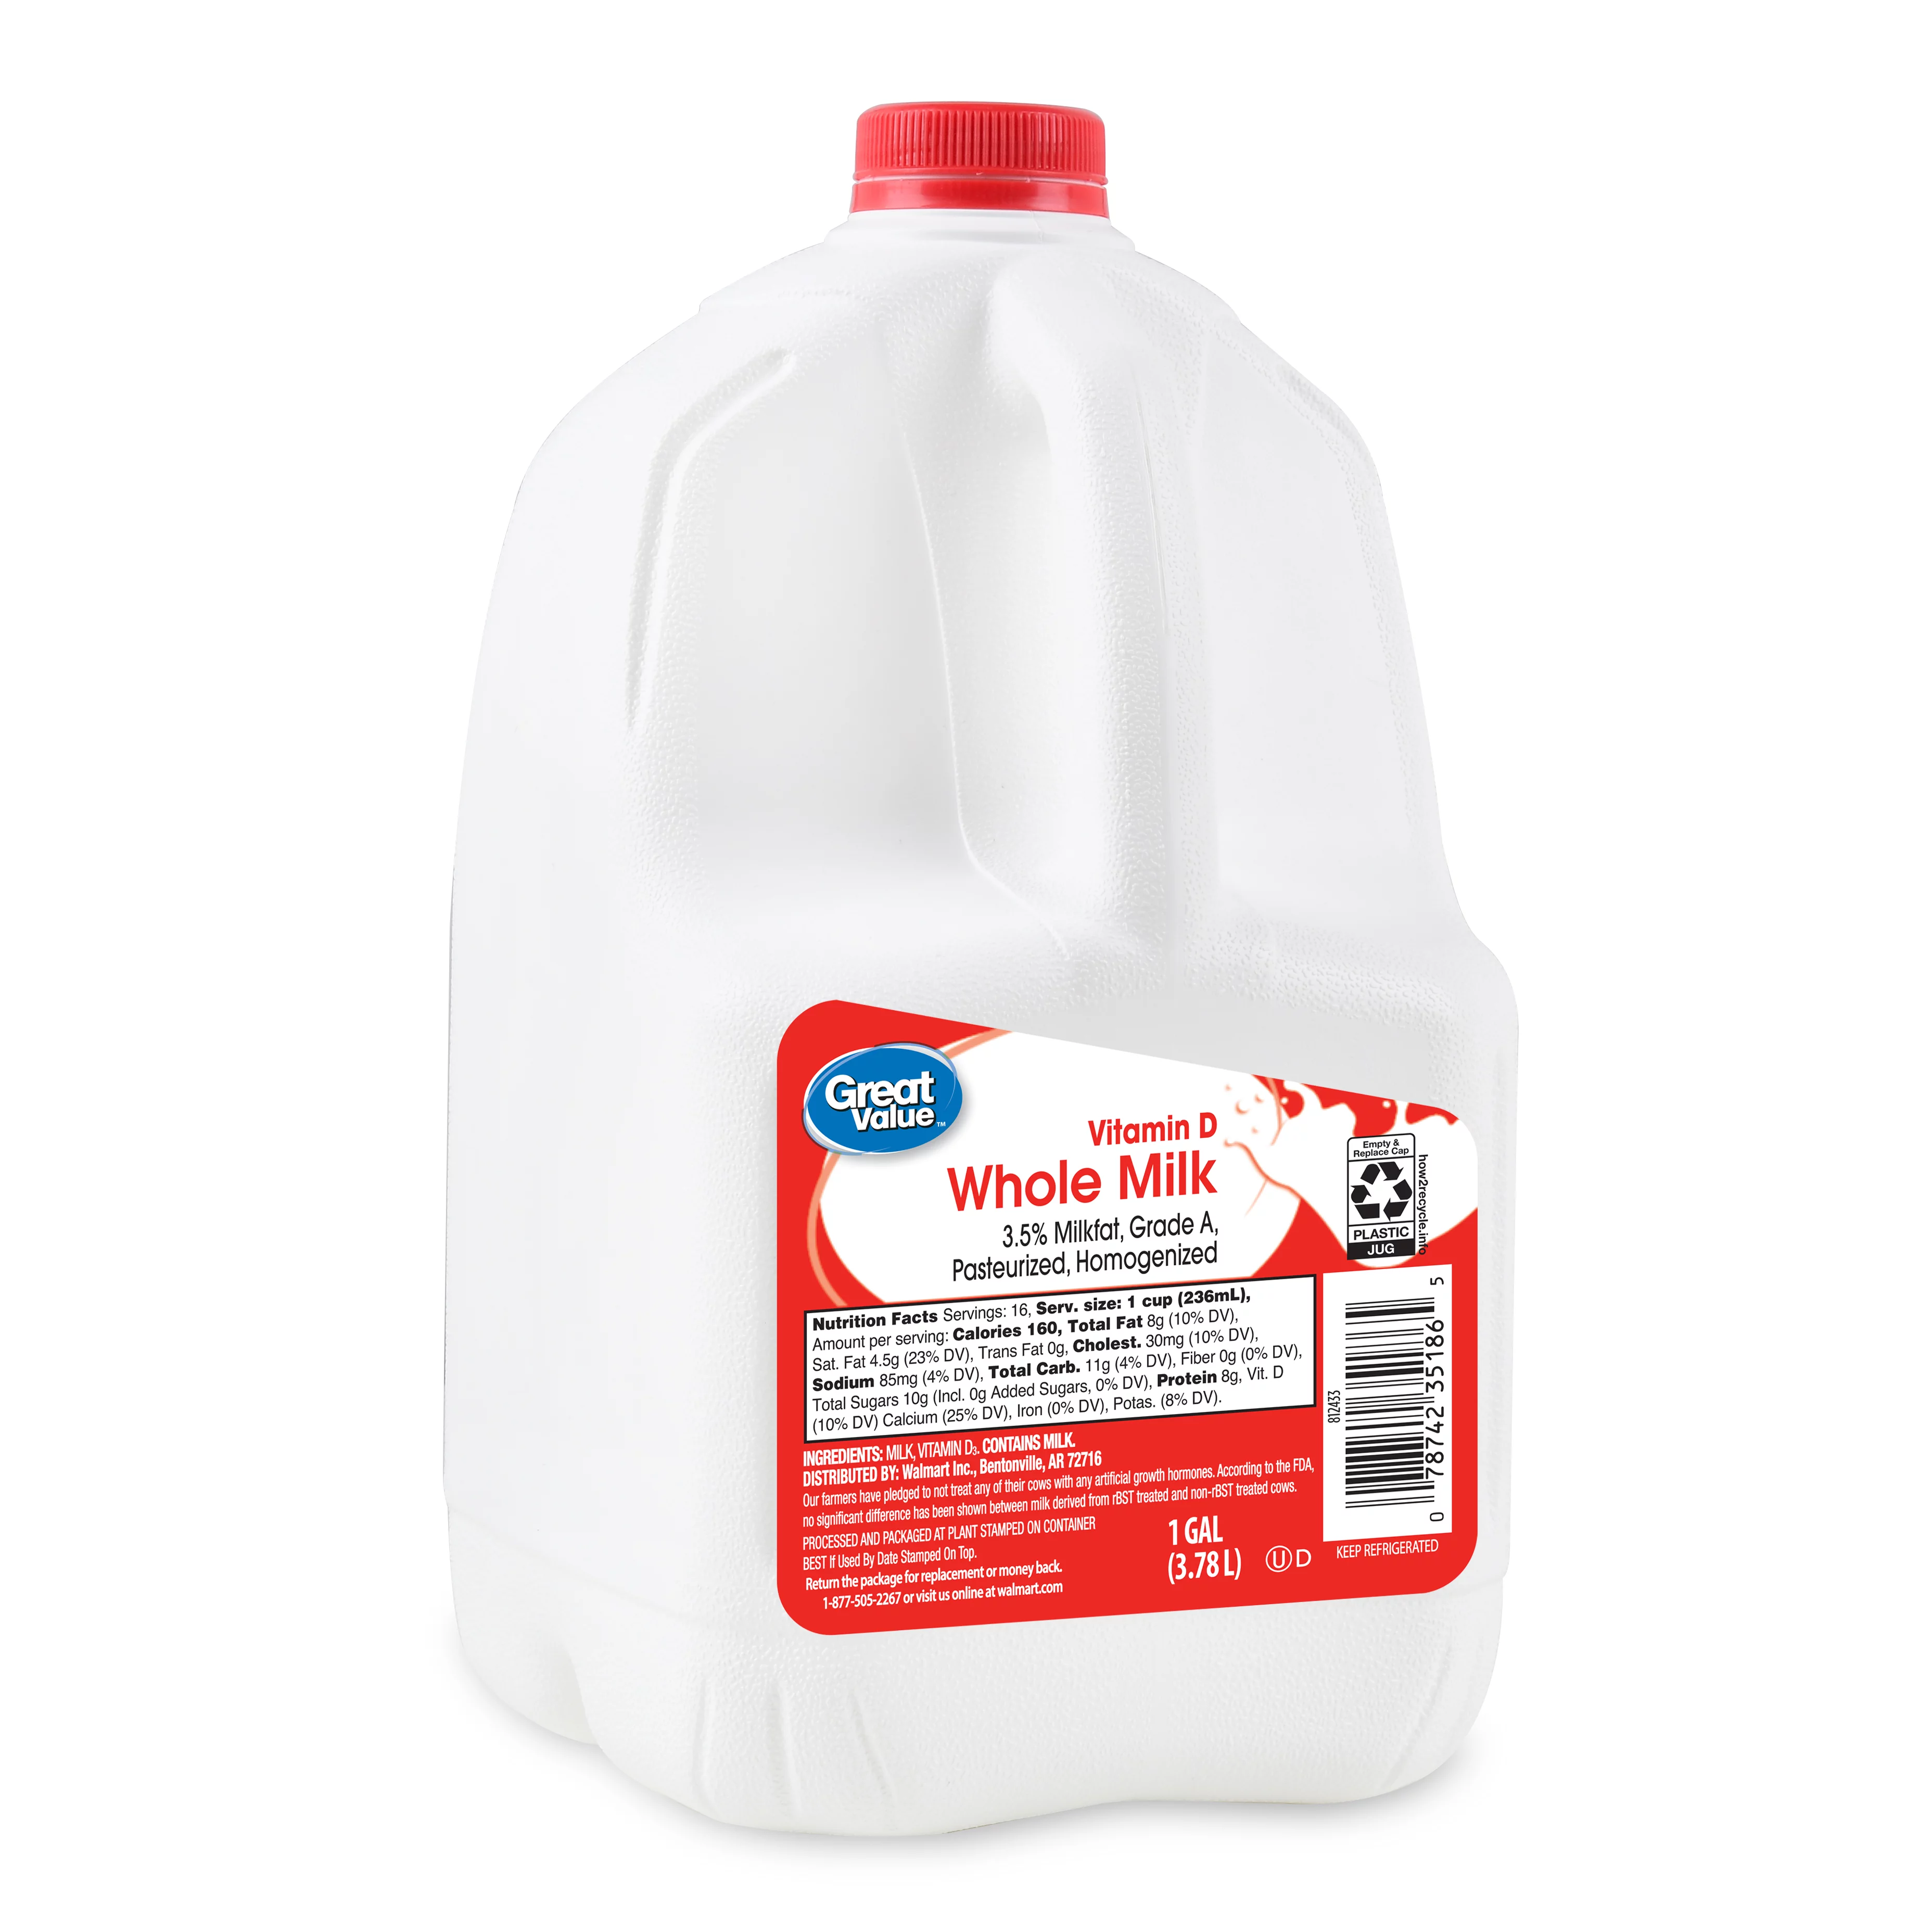 Great
Value™
Vitamin D
Whole Milk
3.5% Milkfat, Grade A,
Pasteurized, Homogenized
Empty &
Replace Cap
PLASTIC
JUG
how2recycle.info
Nutrition Facts Servings: 16, Serv. size: 1 cup (236mL),
Amount per serving: Calories 160, Total Fat 8g (10% DV),
Sat. Fat 4.5g (23% DV), Trans Fat 0g, Cholest. 30mg (10% DV),
Sodium 85mg (4% DV), Total Carb. 11g (4% DV), Fiber 0g (0% DV),
Total Sugars 10g (Incl. 0g Added Sugars, 0% DV), Protein 8g, Vit. D
(10% DV) Calcium (25% DV), Iron (0% DV), Potas. (8% DV).
INGREDIENTS: MILK, VITAMIN D₃. CONTAINS MILK.
DISTRIBUTED BY: Walmart Inc., Bentonville, AR 72716
Our farmers have pledged to not treat any of their cows with any artificial growth hormones. According to the FDA,
no significant difference has been shown between milk derived from rBST treated and non-rBST treated cows.
PROCESSED AND PACKAGED AT PLANT STAMPED ON CONTAINER
BEST If Used By Date Stamped On Top.
Return the package for replacement or money back.
1-877-505-2267 or visit us online at walmart.com
1 GAL
(3.78 L)
Ⓤ D
812433
0 78742 35186 5
KEEP REFRIGERATED